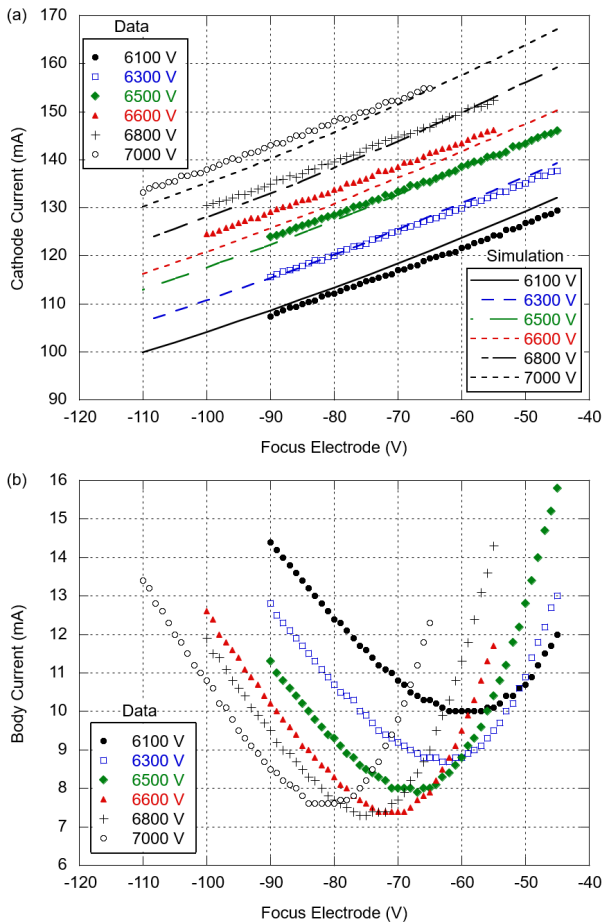 (a)
170
160
150
140
130
120
110
100
90
Cathode Current (mA)
Data
6100 V
6300 V
6500 V
6600 V
6800 V
7000 V
Simulation
6100 V
6300 V
6500 V
6600 V
6800 V
7000 V
-120 -110 -100 -90 -80 -70 -60 -50 -40
Focus Electrode (V)
(b)
16
15
14
13
12
11
10
9
8
7
6
Body Current (mA)
Data
6100 V
6300 V
6500 V
6600 V
6800 V
7000 V
-120 -110 -100 -90 -80 -70 -60 -50 -40
Focus Electrode (V)